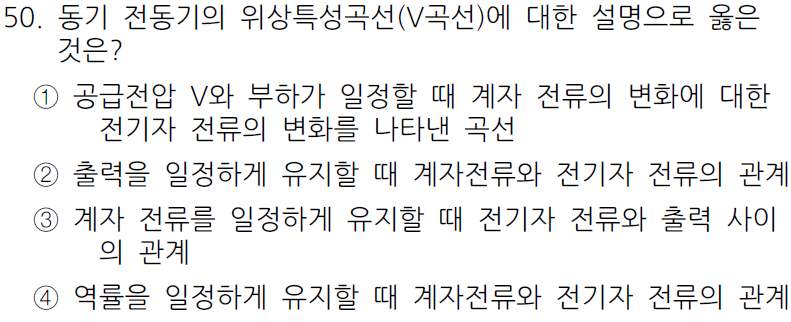 50. 동기 전동기의 위상특성곡선(V곡선)에 대한 설명으로 옳은
것은?
① 공급전압 V와 부하가 일정할 때 계자 전류의 변화에 대한
전기자 전류의 변화를 나타낸 곡선
② 출력을 일정하게 유지할 때 계자전류와 전기자 전류의 관계
③ 계자 전류를 일정하게 유지할 때 전기자 전류와 출력 사이
의 관계
④ 역률을 일정하게 유지할 때 계자전류와 전기자 전류의 관계